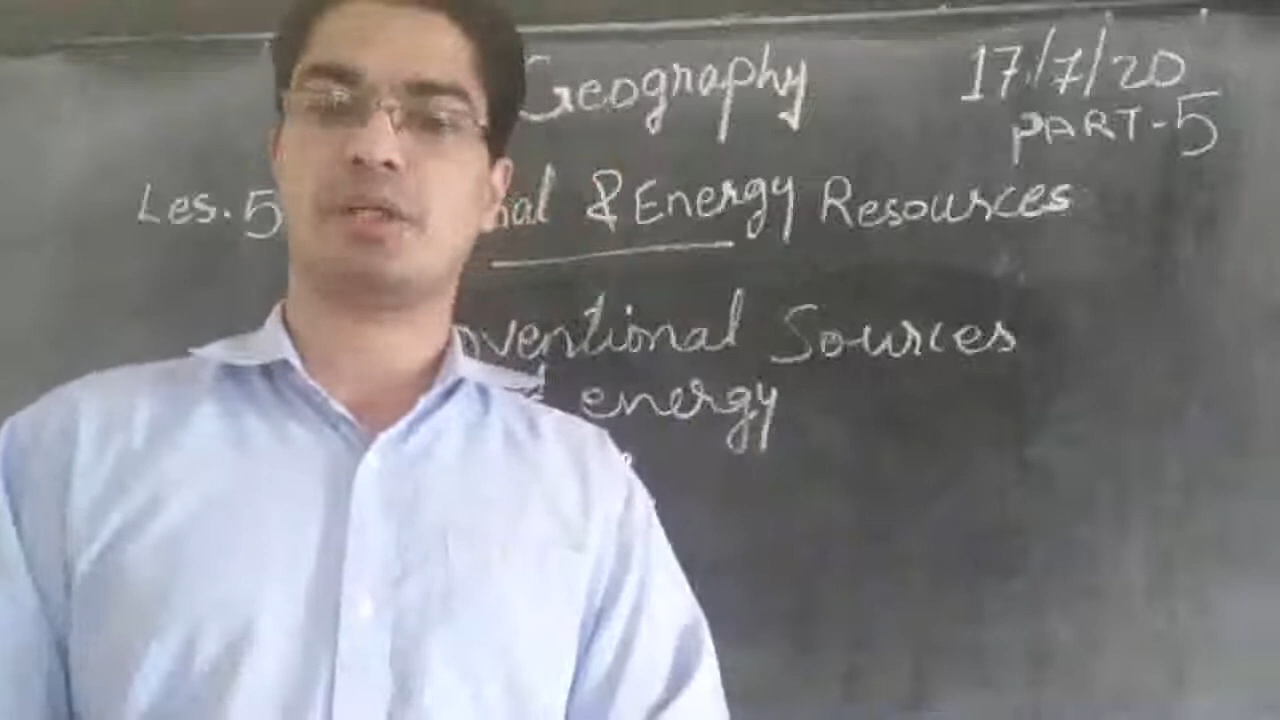 Geography 17/7/20
PART-5
Les. 5 & Energy Resources
Sources
energy